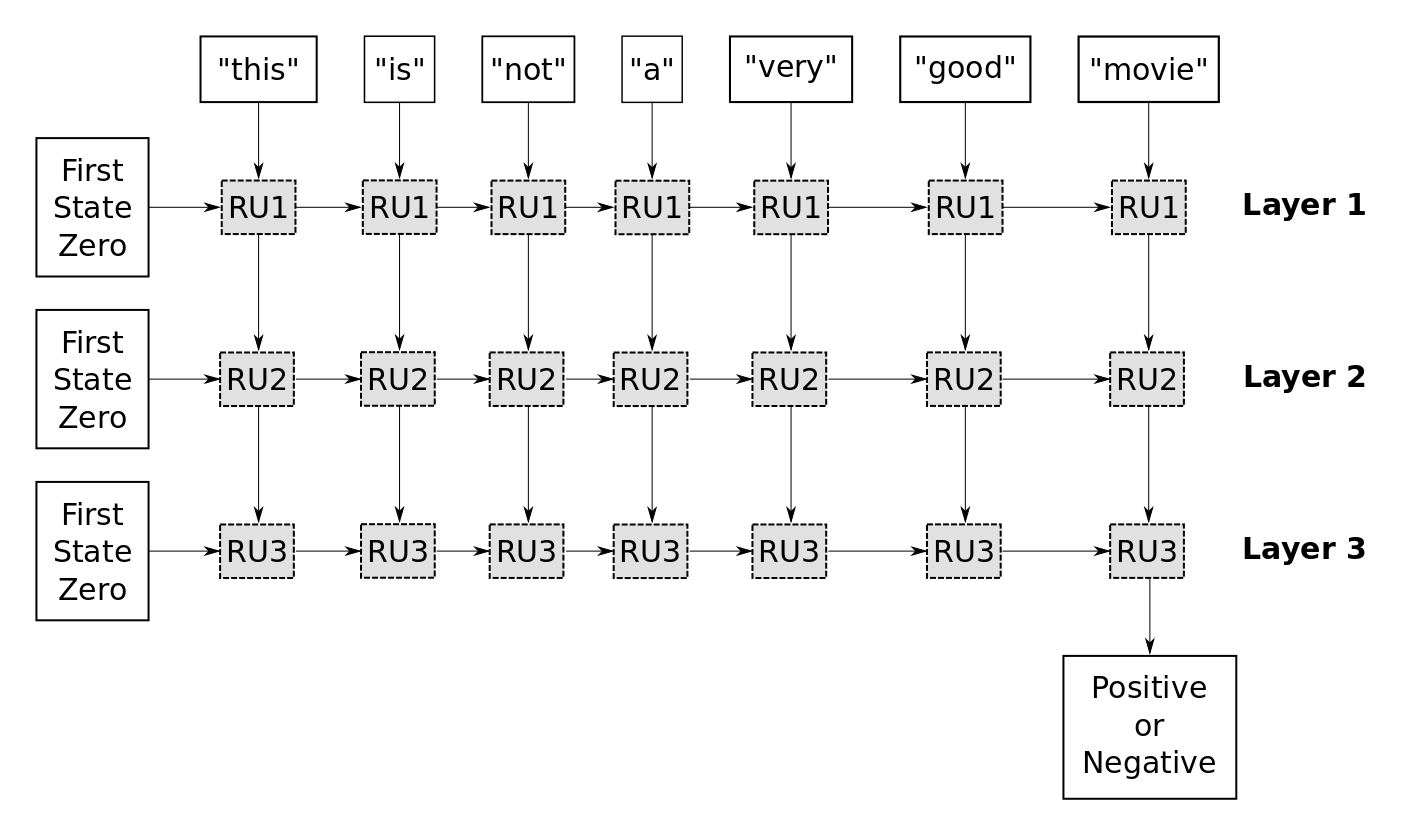 "this" "is" "not" "a" "very" "good" "movie"
First
State
Zero
RU1 RU1 RU1 RU1 RU1 RU1 RU1
Layer 1
First
State
Zero
RU2 RU2 RU2 RU2 RU2 RU2 RU2
Layer 2
First
State
Zero
RU3 RU3 RU3 RU3 RU3 RU3 RU3
Layer 3
Positive
or
Negative